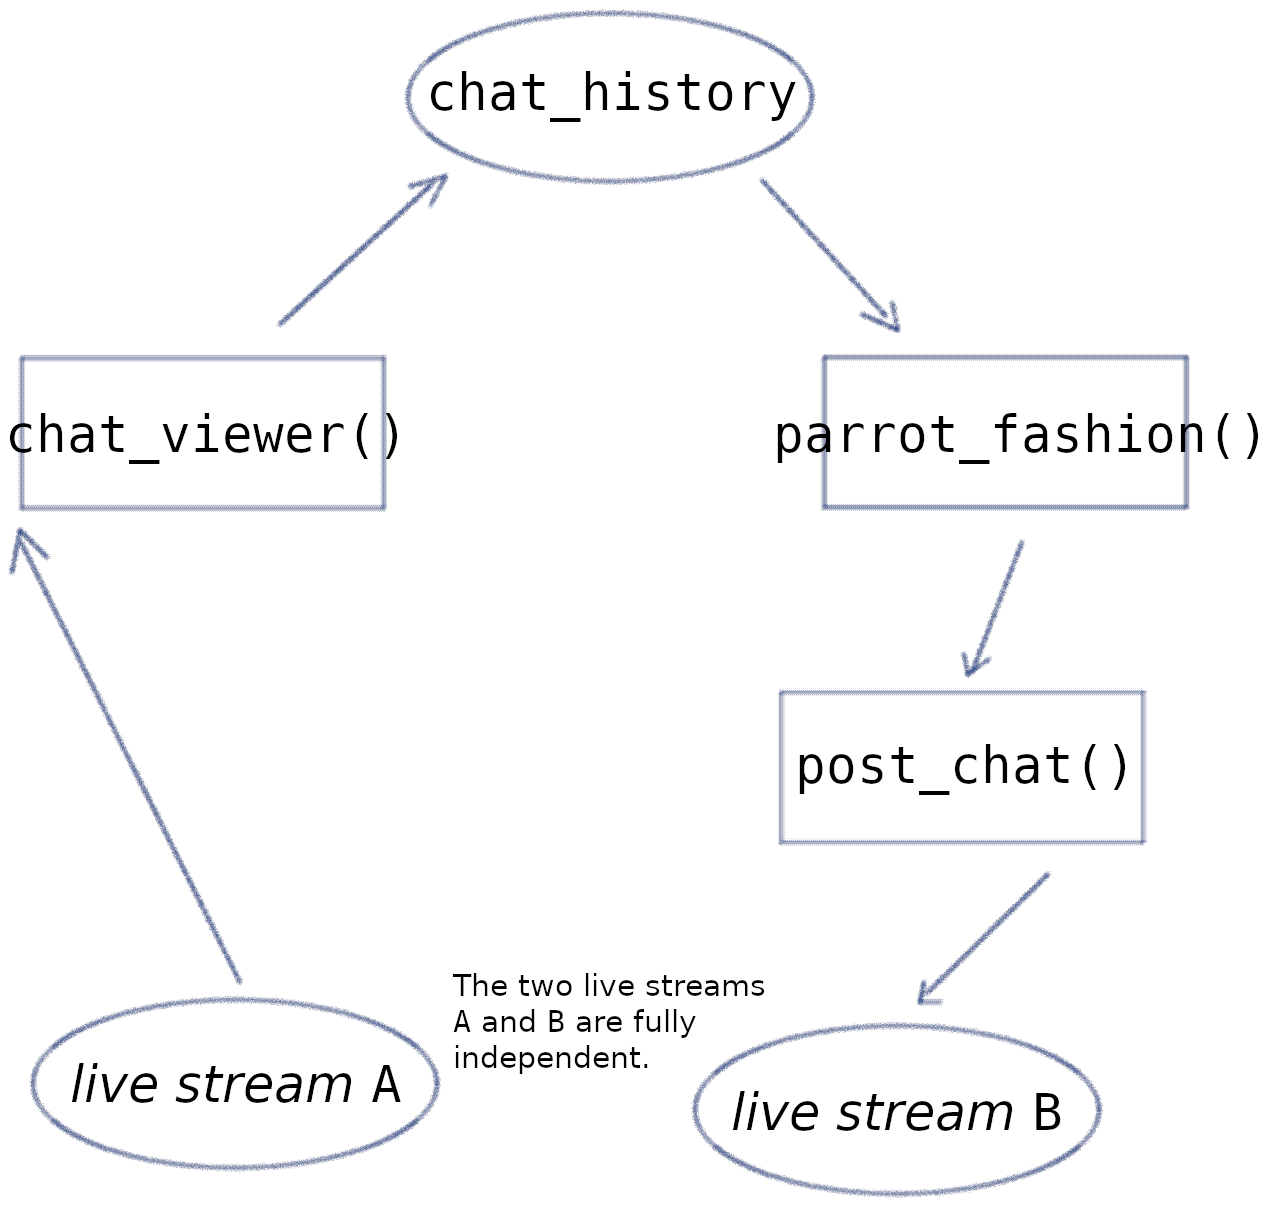 chat_history
chat_viewer()
parrot_fashion()
post_chat()
The two live streams
A and B are fully
independent.
live stream A
live stream B